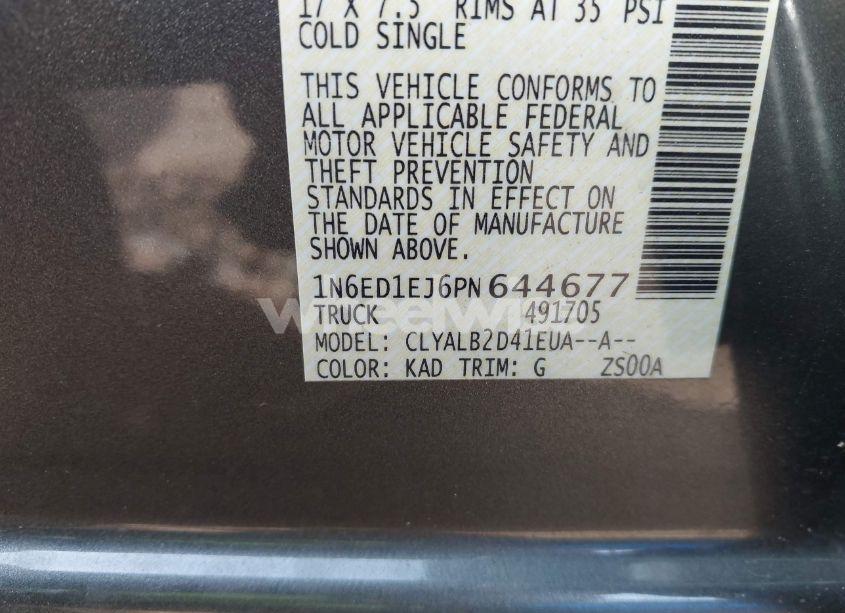 17 X 7.5 RIMS AT 35 PSI
COLD SINGLE
THIS VEHICLE CONFORMS TO
ALL APPLICABLE FEDERAL
MOTOR VEHICLE SAFETY AND
THEFT PREVENTION
STANDARDS IN EFFECT ON
THE DATE OF MANUFACTURE
SHOWN ABOVE.
1N6ED1EJ6PN644677
TRUCK 491705
MODEL: CLYALB2D41EUA--A--
COLOR: KAD TRIM: G ZS00A